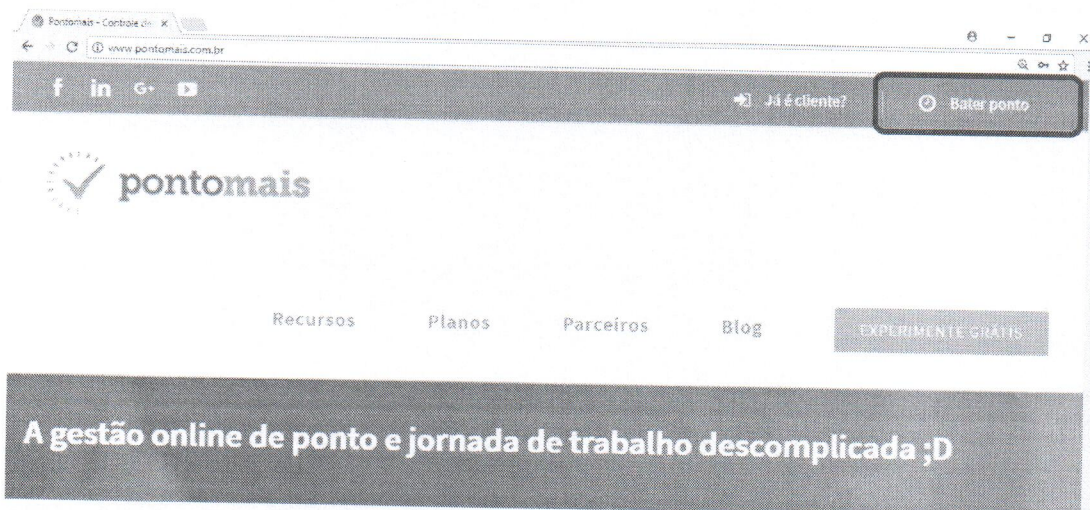 Pontomais - Controle de
www.pontomais.com.br
f in G+
Já é cliente?
Bater ponto
pontomais
Recursos Planos Parceiros Blog EXPERIMENTE GRÁTIS
A gestão online de ponto e jornada de trabalho descomplicada ;D